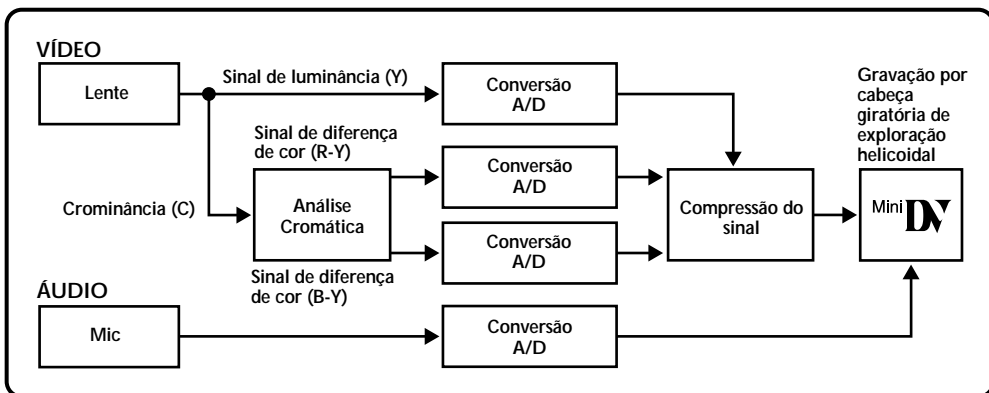 VÍDEO
Lente
Sinal de luminância (Y)
Conversão
A/D
Gravação por
cabeça
giratória de
exploração
helicoidal
Sinal de diferença
de cor (R-Y)
Conversão
A/D
Crominância (C)
Análise
Cromática
Compressão do
sinal
Mini DV
Conversão
A/D
Sinal de diferença
de cor (B-Y)
ÁUDIO
Mic
Conversão
A/D